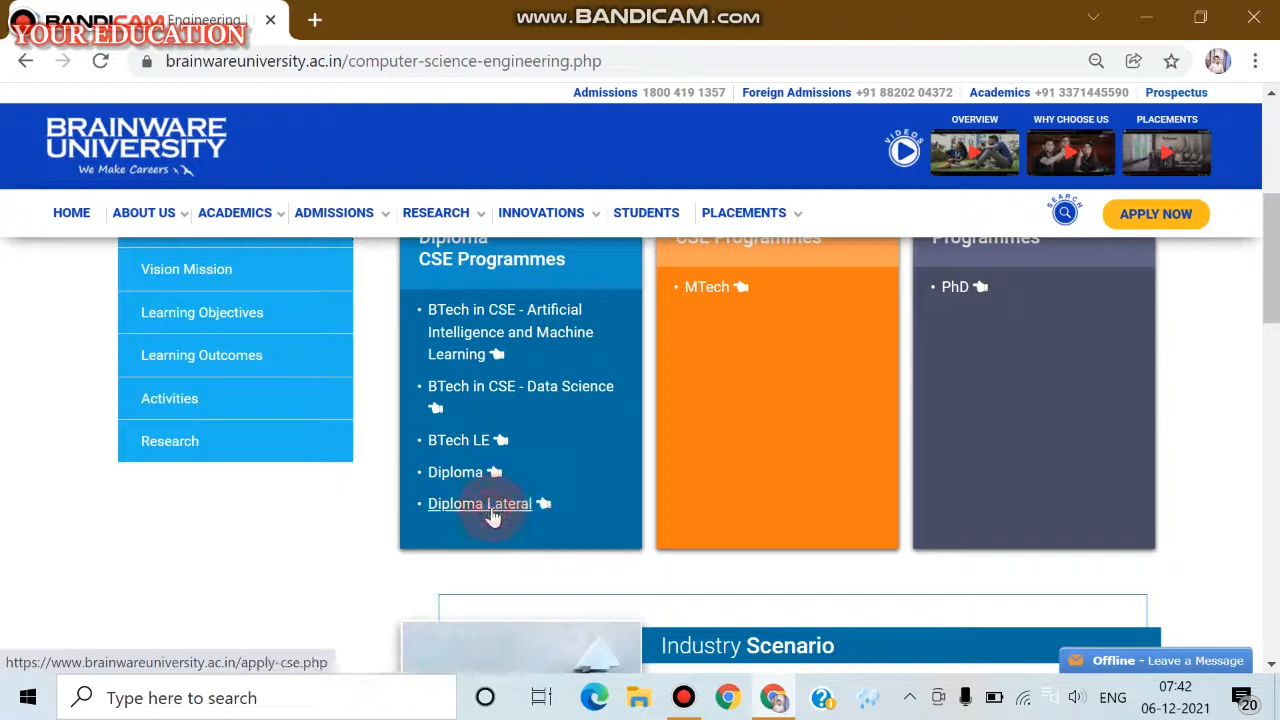 www.BANDICAM.com
BANDICAM
Engineering
YOUR EDUCATION
brainwareuniversity.ac.in/computer-science-engineering.php
Admissions 1800 419 1357 Foreign Admissions +91 88202 04372 Academics +91 3371445590 Prospectus
BRAINWARE
UNIVERSITY
We Make Careers
VIDEOS
OVERVIEW WHY CHOOSE US PLACEMENTS
HOME ABOUT US ACADEMICS ADMISSIONS RESEARCH INNOVATIONS STUDENTS PLACEMENTS
SEARCH
APPLY NOW
Vision Mission
Learning Objectives
Learning Outcomes
Activities
Research
Diploma
CSE Programmes
• BTech in CSE - Artificial
Intelligence and Machine
Learning
• BTech in CSE - Data Science
• BTech LE
• Diploma
• Diploma Lateral
CSE Programmes
• MTech
Programmes
• PhD
Industry Scenario
Offline - Leave a Message
https://www.brainwareuniversity.ac.in/apply-cse.php
Type here to search
ENG
07:42
06-12-2021
20